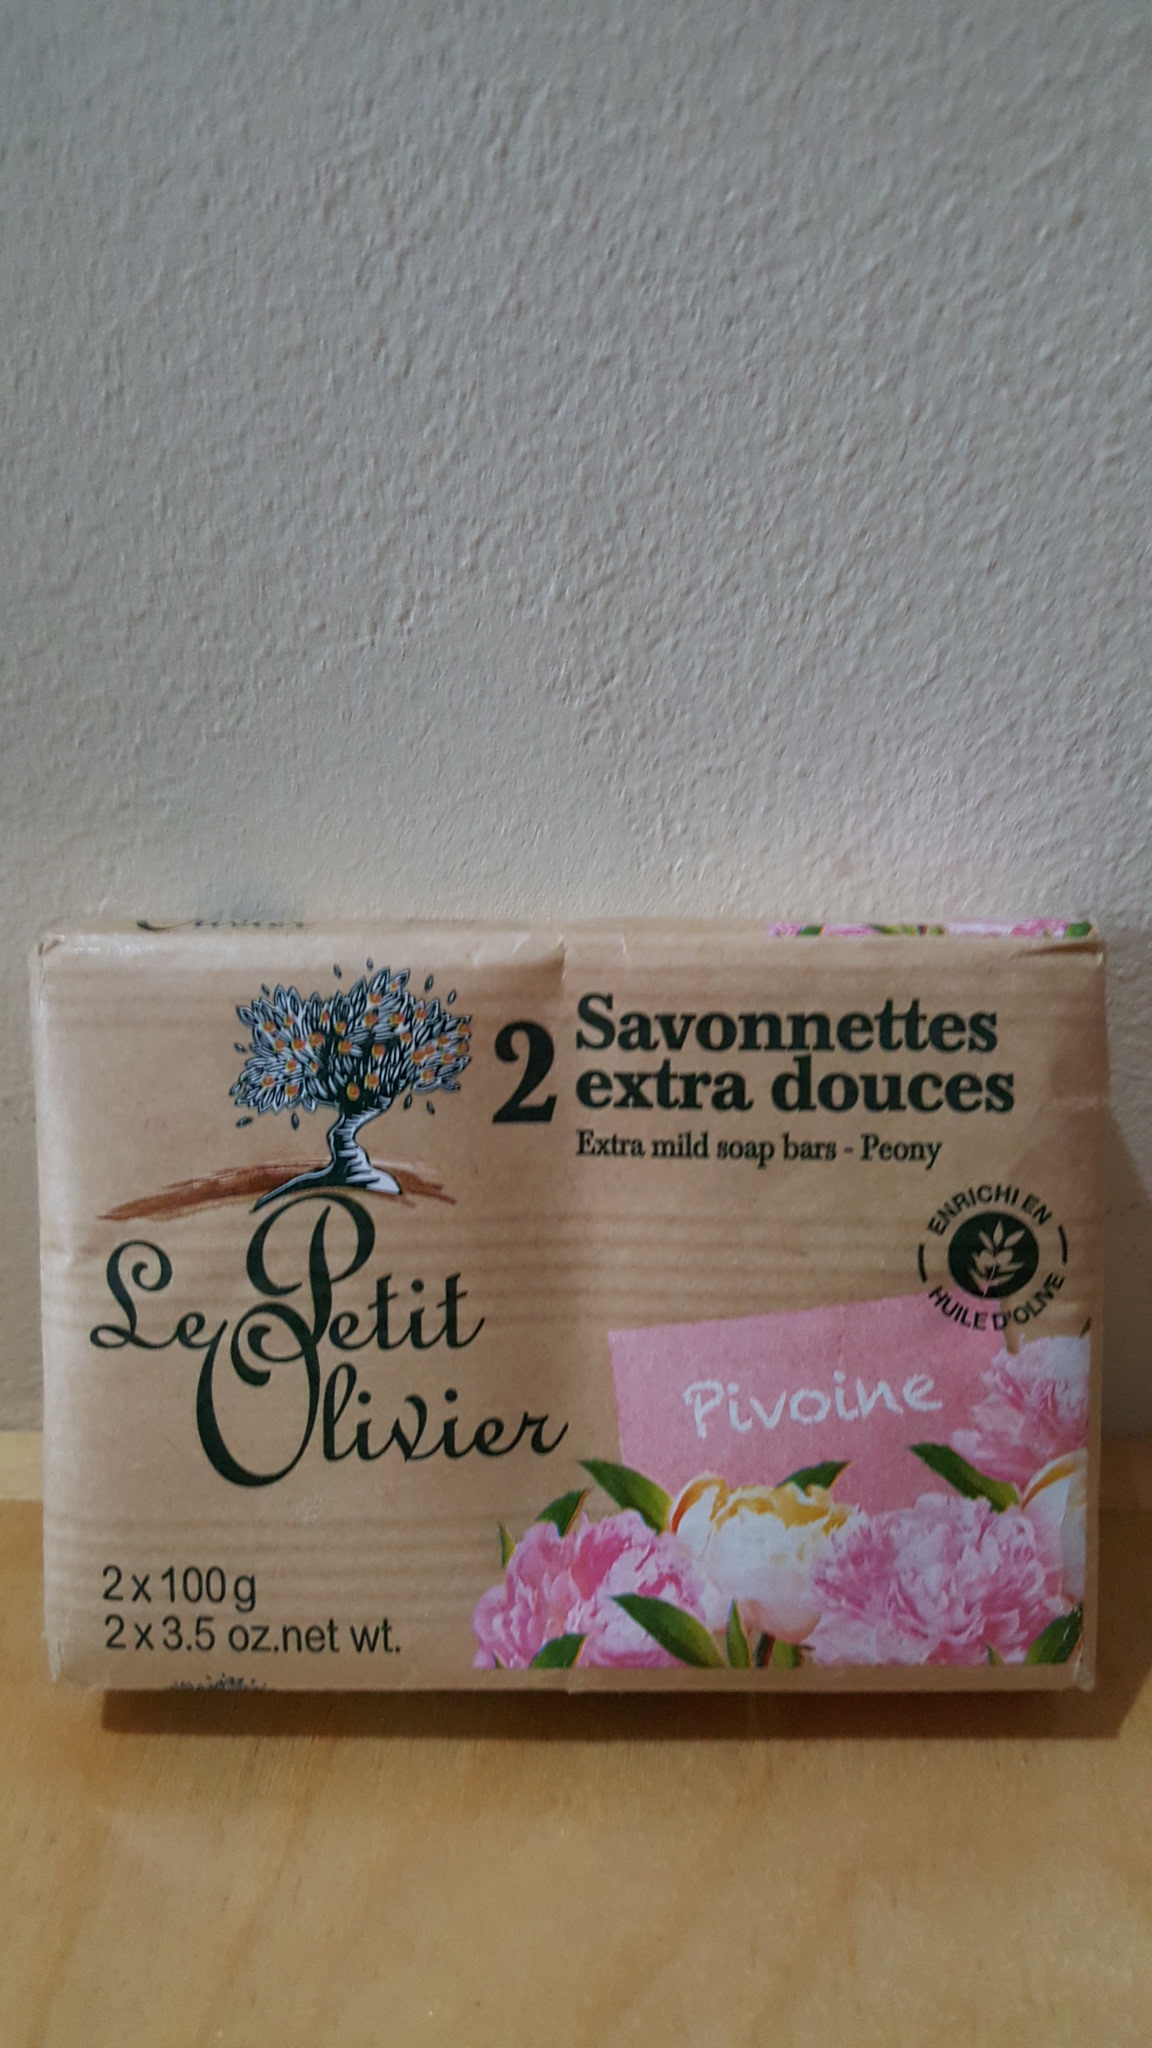 Le Petit
Olivier
2 Savonnettes
extra douces
Extra mild soap bars - Peony
ENRICHI EN
HUILE D'OLIVE
Pivoine
2 x 100 g
2 x 3.5 oz.net wt.